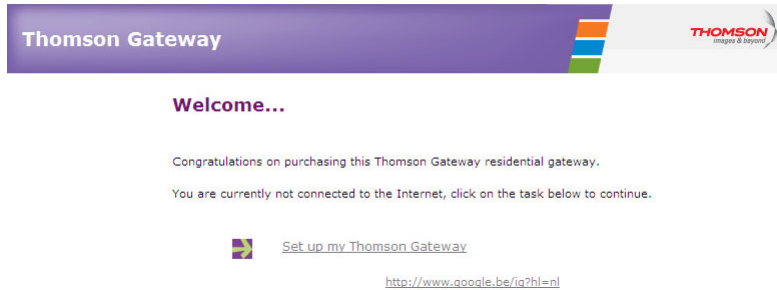 Thomson Gateway
THOMSON
images & beyond
Welcome...
Congratulations on purchasing this Thomson Gateway residential gateway.
You are currently not connected to the Internet, click on the task below to continue.
Set up my Thomson Gateway
http://www.google.be/ig?hl=nl